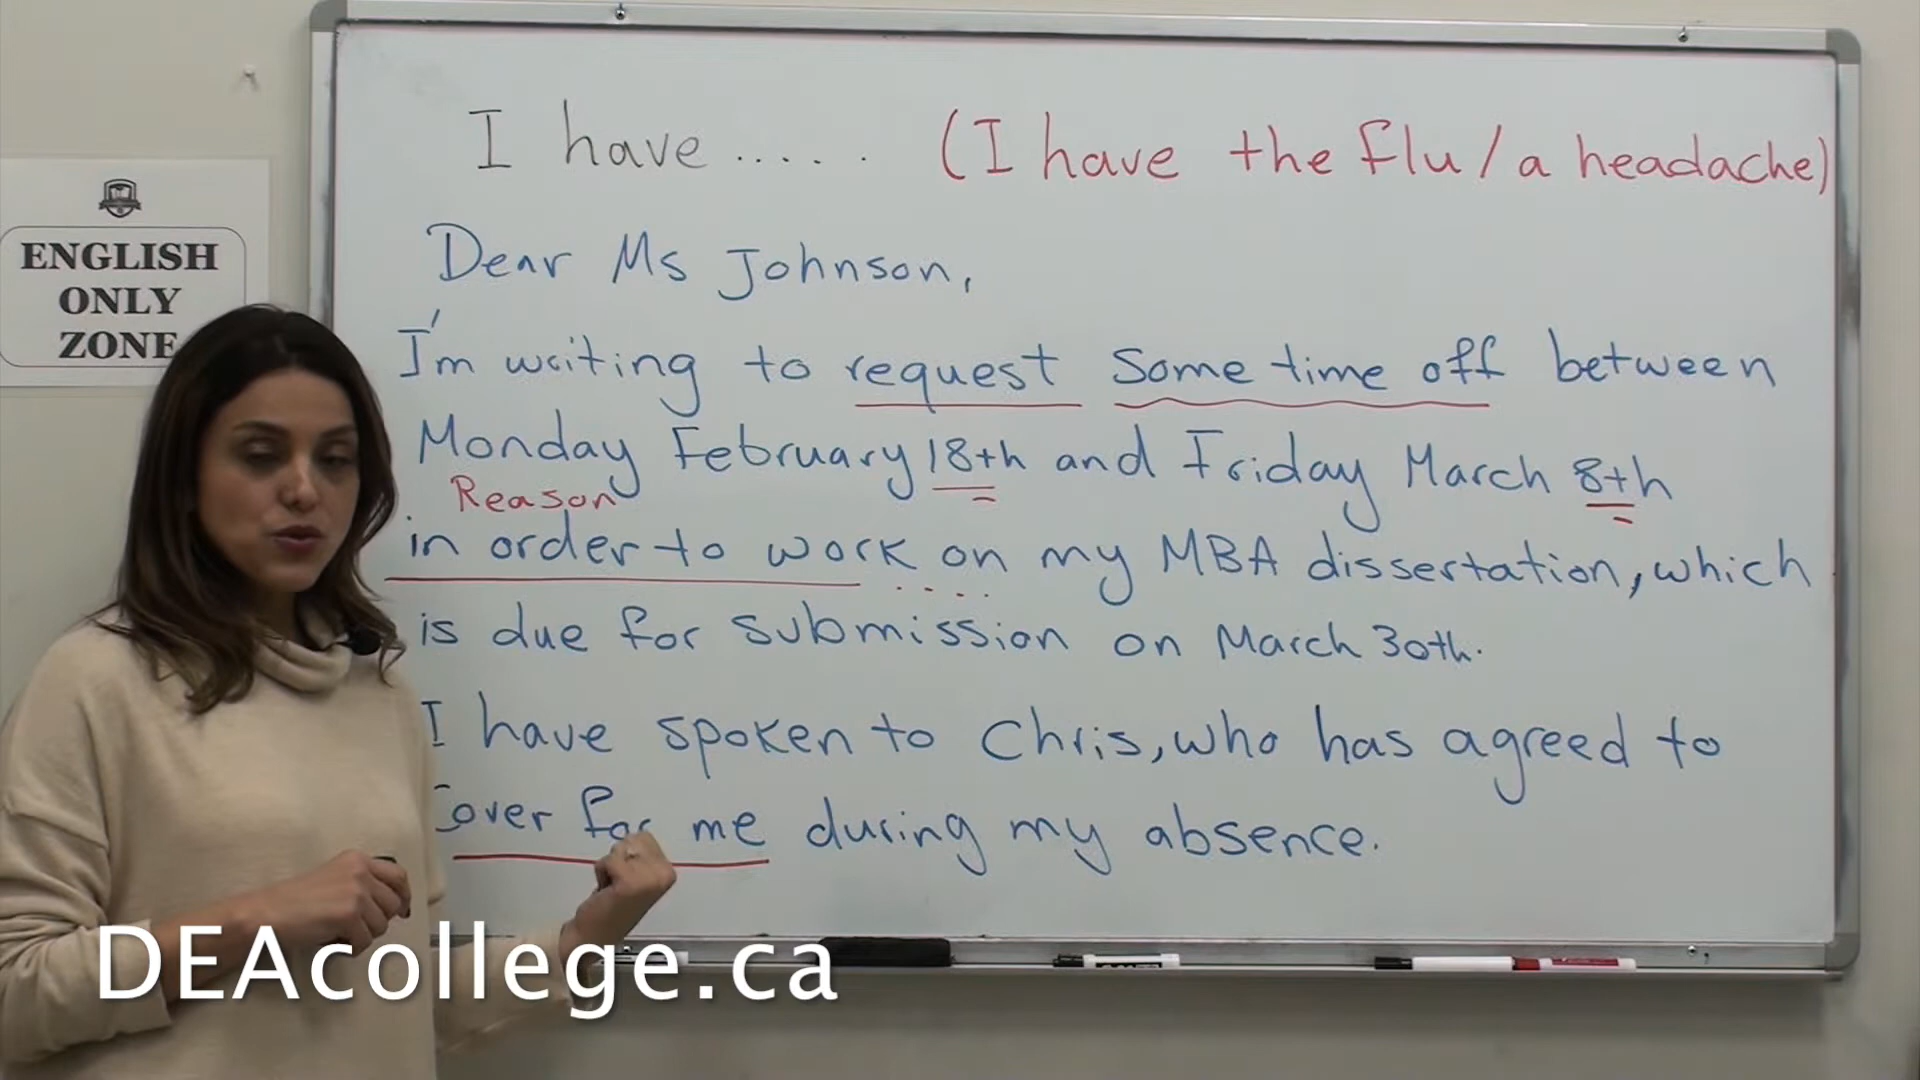 I have ..... (I have the flu/a headache)
ENGLISH
ONLY
ZONE
Dear Ms Johnson,
I'm writing to request some time off between
Monday February 18th and Friday March 8th
Reason
in order to work on my MBA dissertation, which
is due for submission on March 30th.
I have spoken to Chris, who has agreed to
Cover for me during my absence.
DEAcollege.ca